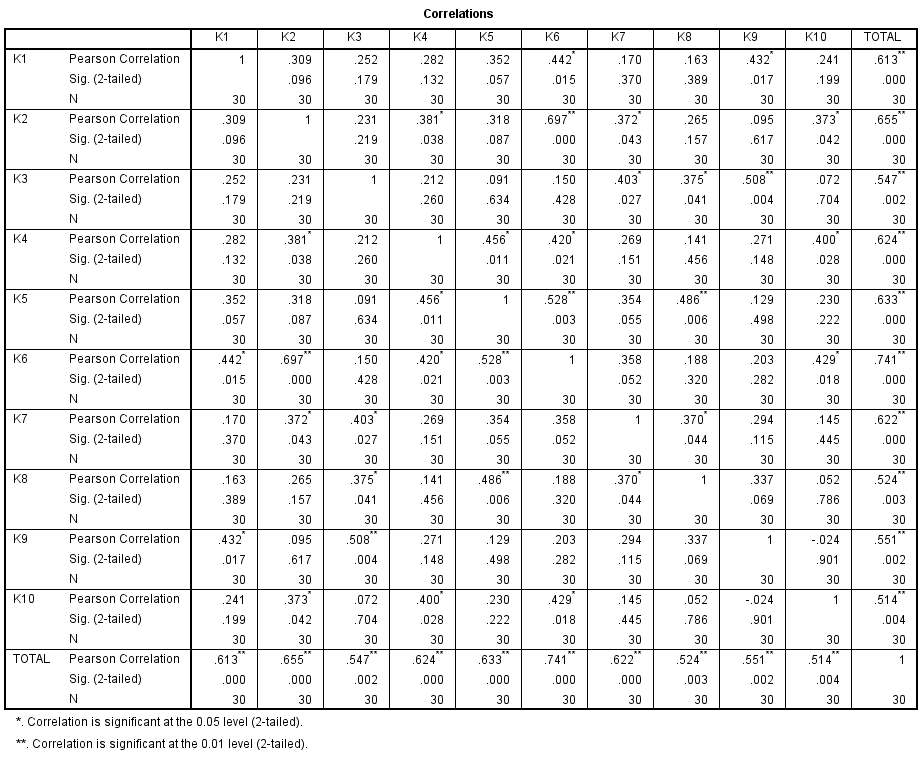 Correlations
K1 K2 K3 K4 K5 K6 K7 K8 K9 K10 TOTAL
K1 Pearson Correlation 1 .309 .252 .282 .352 .442* .170 .163 .432* .241 .613**
Sig. (2-tailed) .096 .179 .132 .057 .015 .370 .389 .017 .199 .000
N 30 30 30 30 30 30 30 30 30 30 30
K2 Pearson Correlation .309 1 .231 .381* .318 .697** .372* .265 .095 .373* .655**
Sig. (2-tailed) .096 .219 .038 .087 .000 .043 .157 .617 .042 .000
N 30 30 30 30 30 30 30 30 30 30 30
K3 Pearson Correlation .252 .231 1 .212 .091 .150 .403* .375* .508** .072 .547**
Sig. (2-tailed) .179 .219 .260 .634 .428 .027 .041 .004 .704 .002
N 30 30 30 30 30 30 30 30 30 30 30
K4 Pearson Correlation .282 .381* .212 1 .456* .420* .269 .141 .271 .400* .624**
Sig. (2-tailed) .132 .038 .260 .011 .021 .151 .456 .148 .028 .000
N 30 30 30 30 30 30 30 30 30 30 30
K5 Pearson Correlation .352 .318 .091 .456* 1 .528** .354 .486** .129 .230 .633**
Sig. (2-tailed) .057 .087 .634 .011 .003 .055 .006 .498 .222 .000
N 30 30 30 30 30 30 30 30 30 30 30
K6 Pearson Correlation .442* .697** .150 .420* .528** 1 .358 .188 .203 .429* .741**
Sig. (2-tailed) .015 .000 .428 .021 .003 .052 .320 .282 .018 .000
N 30 30 30 30 30 30 30 30 30 30 30
K7 Pearson Correlation .170 .372* .403* .269 .354 .358 1 .370* .294 .145 .622**
Sig. (2-tailed) .370 .043 .027 .151 .055 .052 .044 .115 .445 .000
N 30 30 30 30 30 30 30 30 30 30 30
K8 Pearson Correlation .163 .265 .375* .141 .486** .188 .370* 1 .337 .052 .524**
Sig. (2-tailed) .389 .157 .041 .456 .006 .320 .044 .069 .786 .003
N 30 30 30 30 30 30 30 30 30 30 30
K9 Pearson Correlation .432* .095 .508** .271 .129 .203 .294 .337 1 -.024 .551**
Sig. (2-tailed) .017 .617 .004 .148 .498 .282 .115 .069 .901 .002
N 30 30 30 30 30 30 30 30 30 30 30
K10 Pearson Correlation .241 .373* .072 .400* .230 .429* .145 .052 -.024 1 .514**
Sig. (2-tailed) .199 .042 .704 .028 .222 .018 .445 .786 .901 .004
N 30 30 30 30 30 30 30 30 30 30 30
TOTAL Pearson Correlation .613** .655** .547** .624** .633** .741** .622** .524** .551** .514** 1
Sig. (2-tailed) .000 .000 .002 .000 .000 .000 .000 .003 .002 .004
N 30 30 30 30 30 30 30 30 30 30 30
*. Correlation is significant at the 0.05 level (2-tailed).
**. Correlation is significant at the 0.01 level (2-tailed).